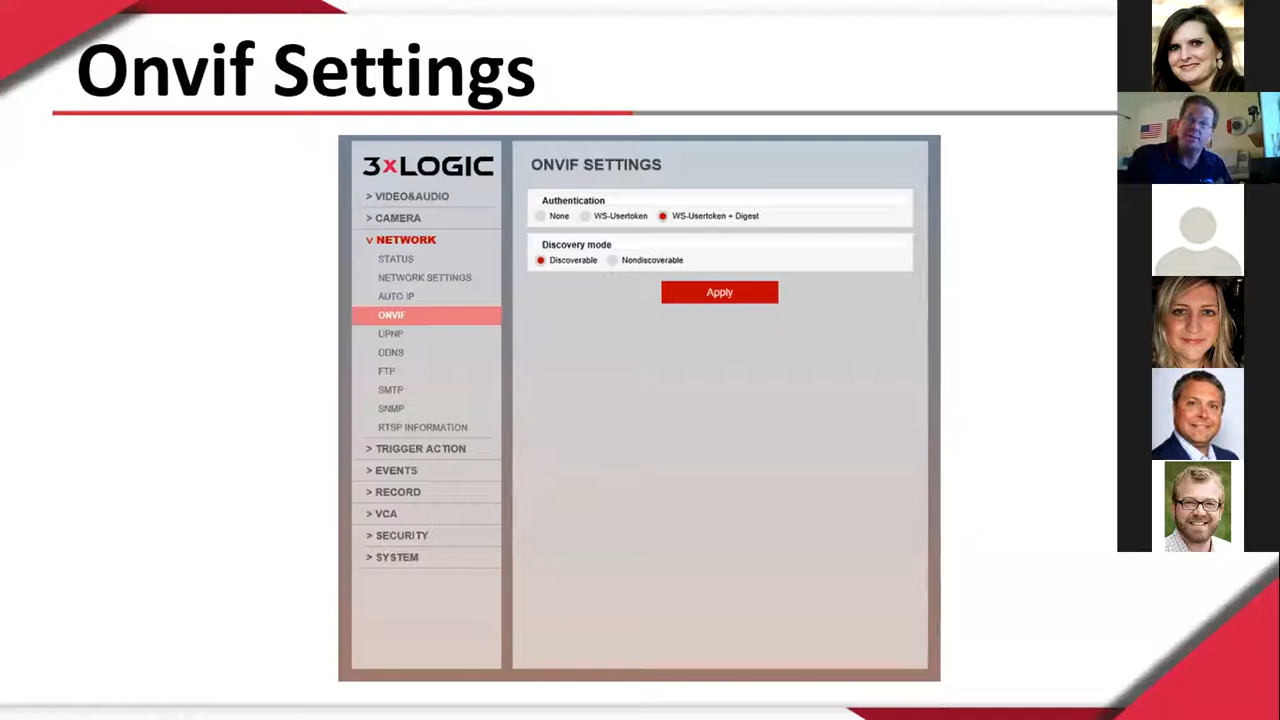 Onvif Settings
3xLOGIC
> VIDEO&AUDIO
> CAMERA
v NETWORK
STATUS
NETWORK SETTINGS
AUTO IP
ONVIF
UPNP
DDNS
FTP
SMTP
SNMP
RTSP INFORMATION
> TRIGGER ACTION
> EVENTS
> RECORD
> VCA
> SECURITY
> SYSTEM
ONVIF SETTINGS
Authentication
None WS-Usertoken WS-Usertoken + Digest
Discovery mode
Discoverable Nondiscoverable
Apply